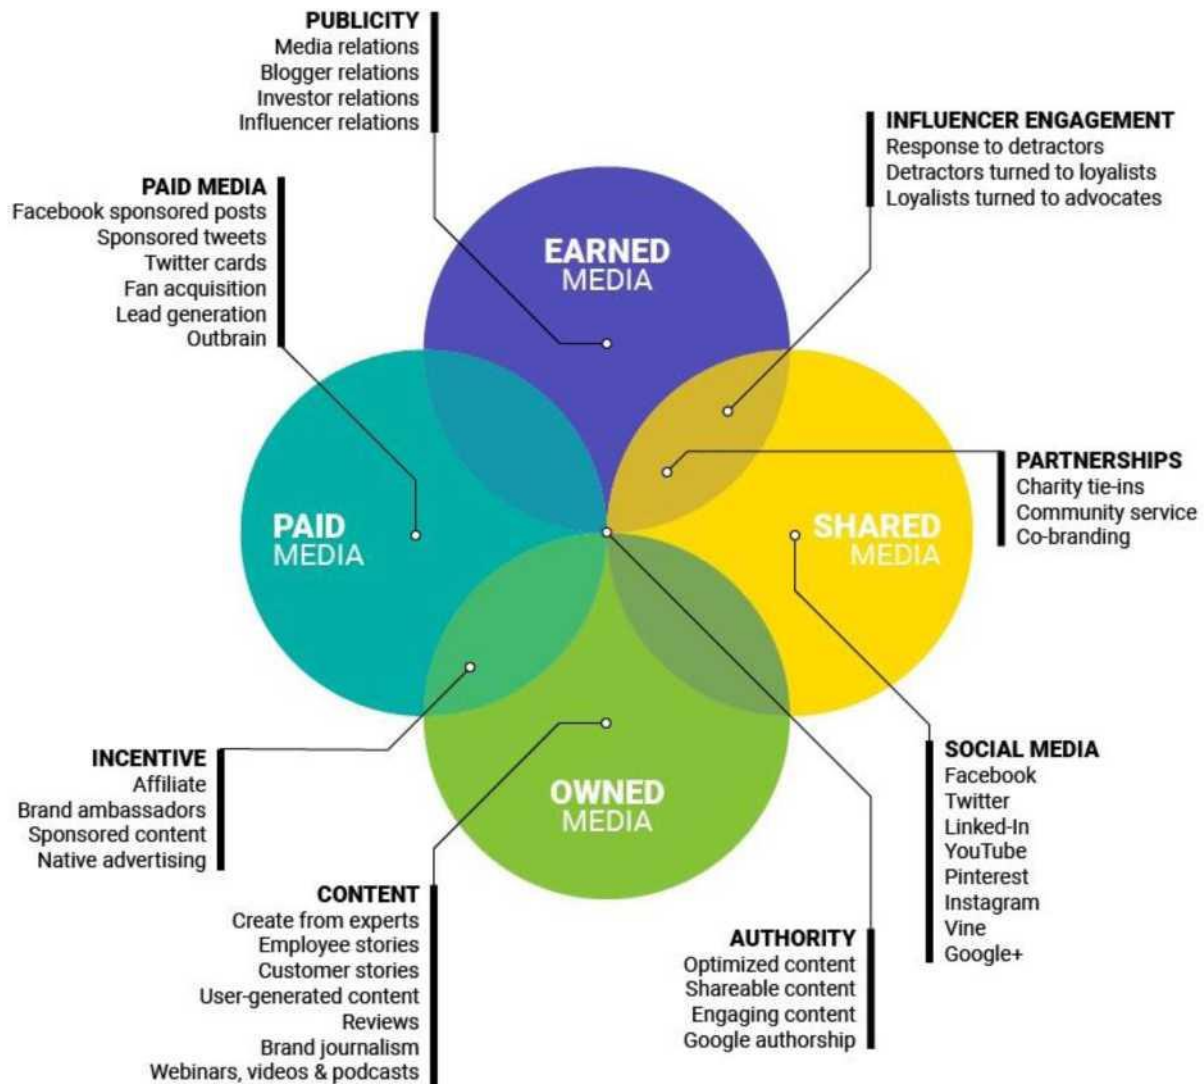 PUBLICITY
Media relations
Blogger relations
Investor relations
Influencer relations
INFLUENCER ENGAGEMENT
Response to detractors
Detractors turned to loyalists
Loyalists turned to advocates
PAID MEDIA
Facebook sponsored posts
Sponsored tweets
Twitter cards
Fan acquisition
Lead generation
Outbrain
EARNED
MEDIA
PARTNERSHIPS
Charity tie-ins
Community service
Co-branding
PAID
MEDIA
SHARED
MEDIA
OWNED
MEDIA
INCENTIVE
Affiliate
Brand ambassadors
Sponsored content
Native advertising
SOCIAL MEDIA
Facebook
Twitter
Linked-In
YouTube
Pinterest
Instagram
Vine
Google+
CONTENT
Create from experts
Employee stories
Customer stories
User-generated content
Reviews
Brand journalism
Webinars, videos & podcasts
AUTHORITY
Optimized content
Shareable content
Engaging content
Google authorship